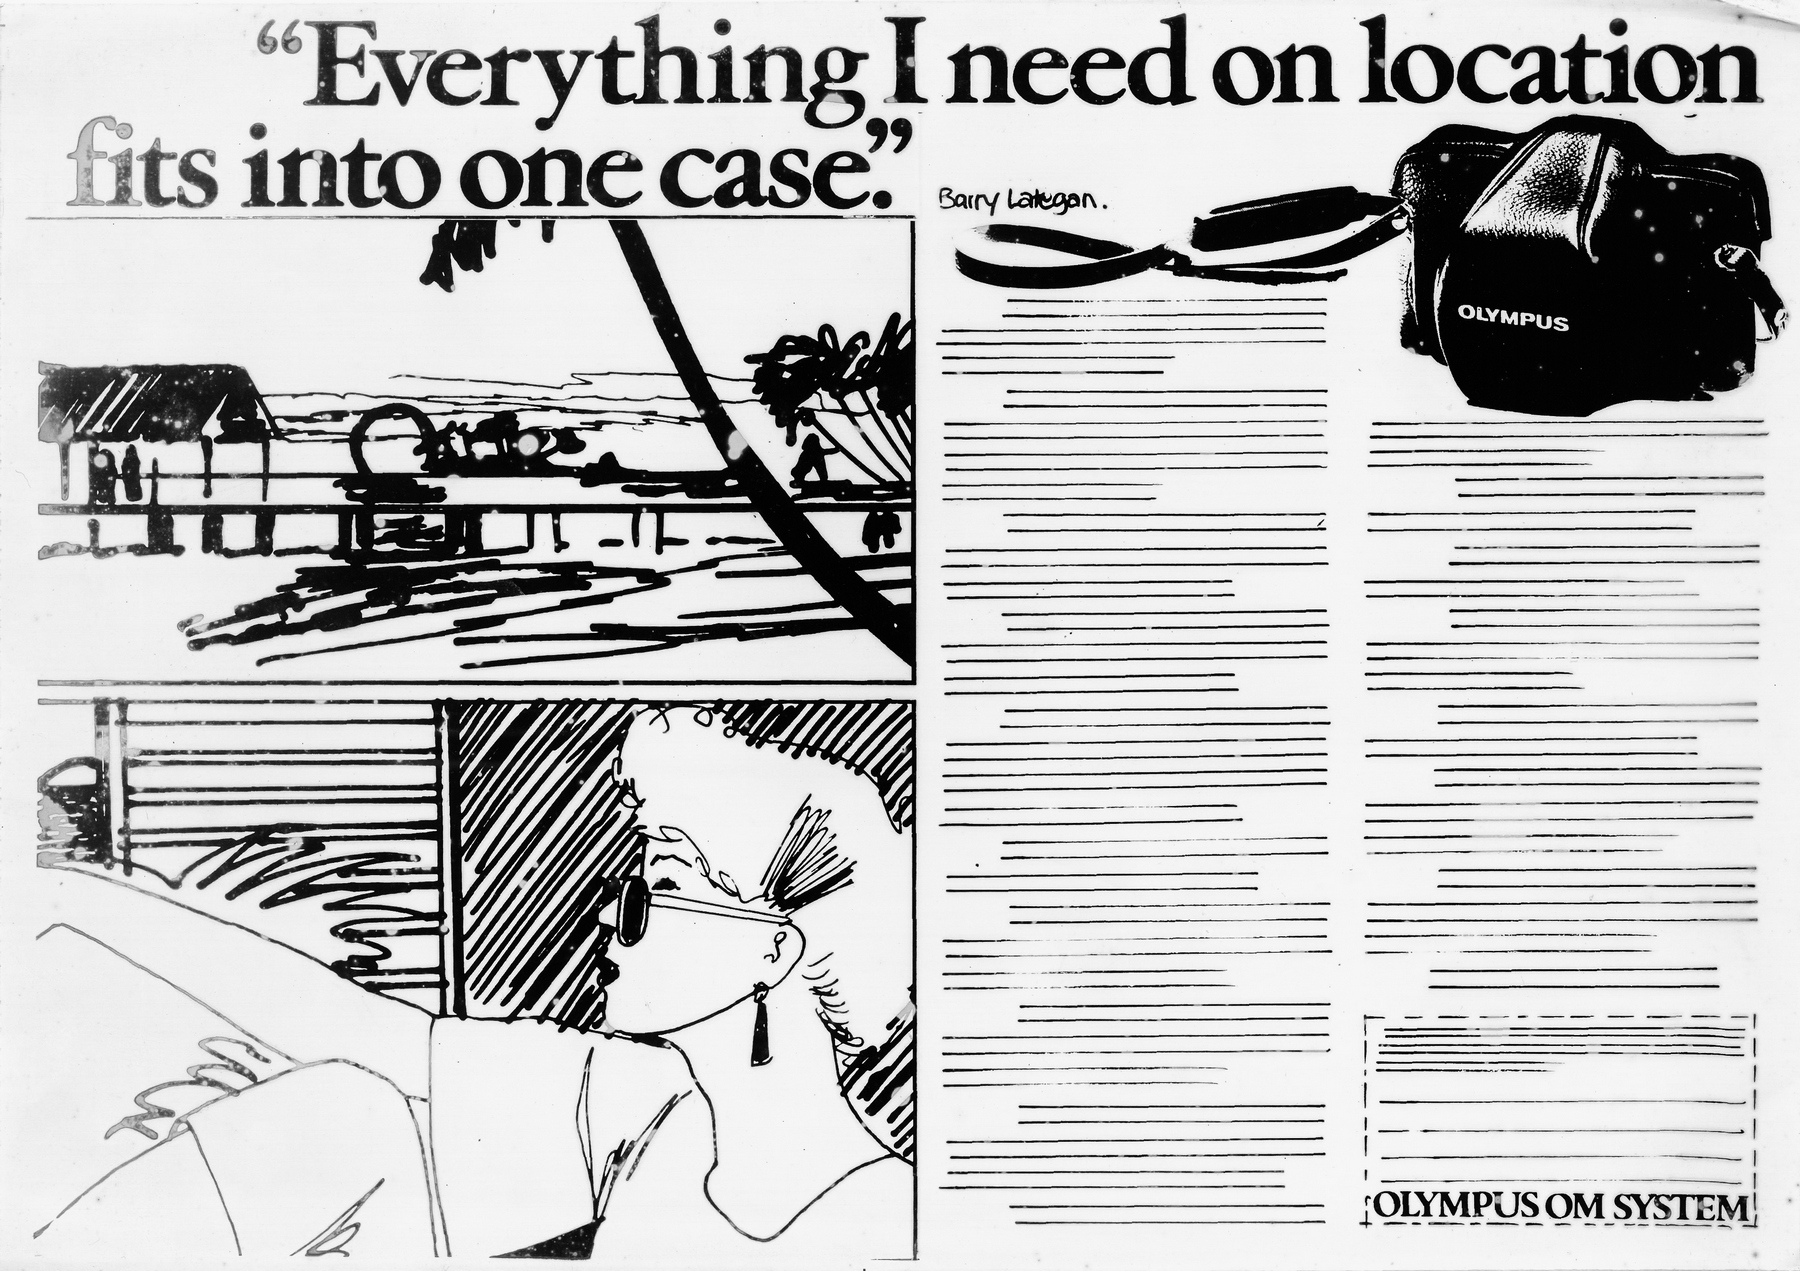 “Everything I need on location
fits into one case.”
Barry Lategan.
OLYMPUS
OLYMPUS OM SYSTEM